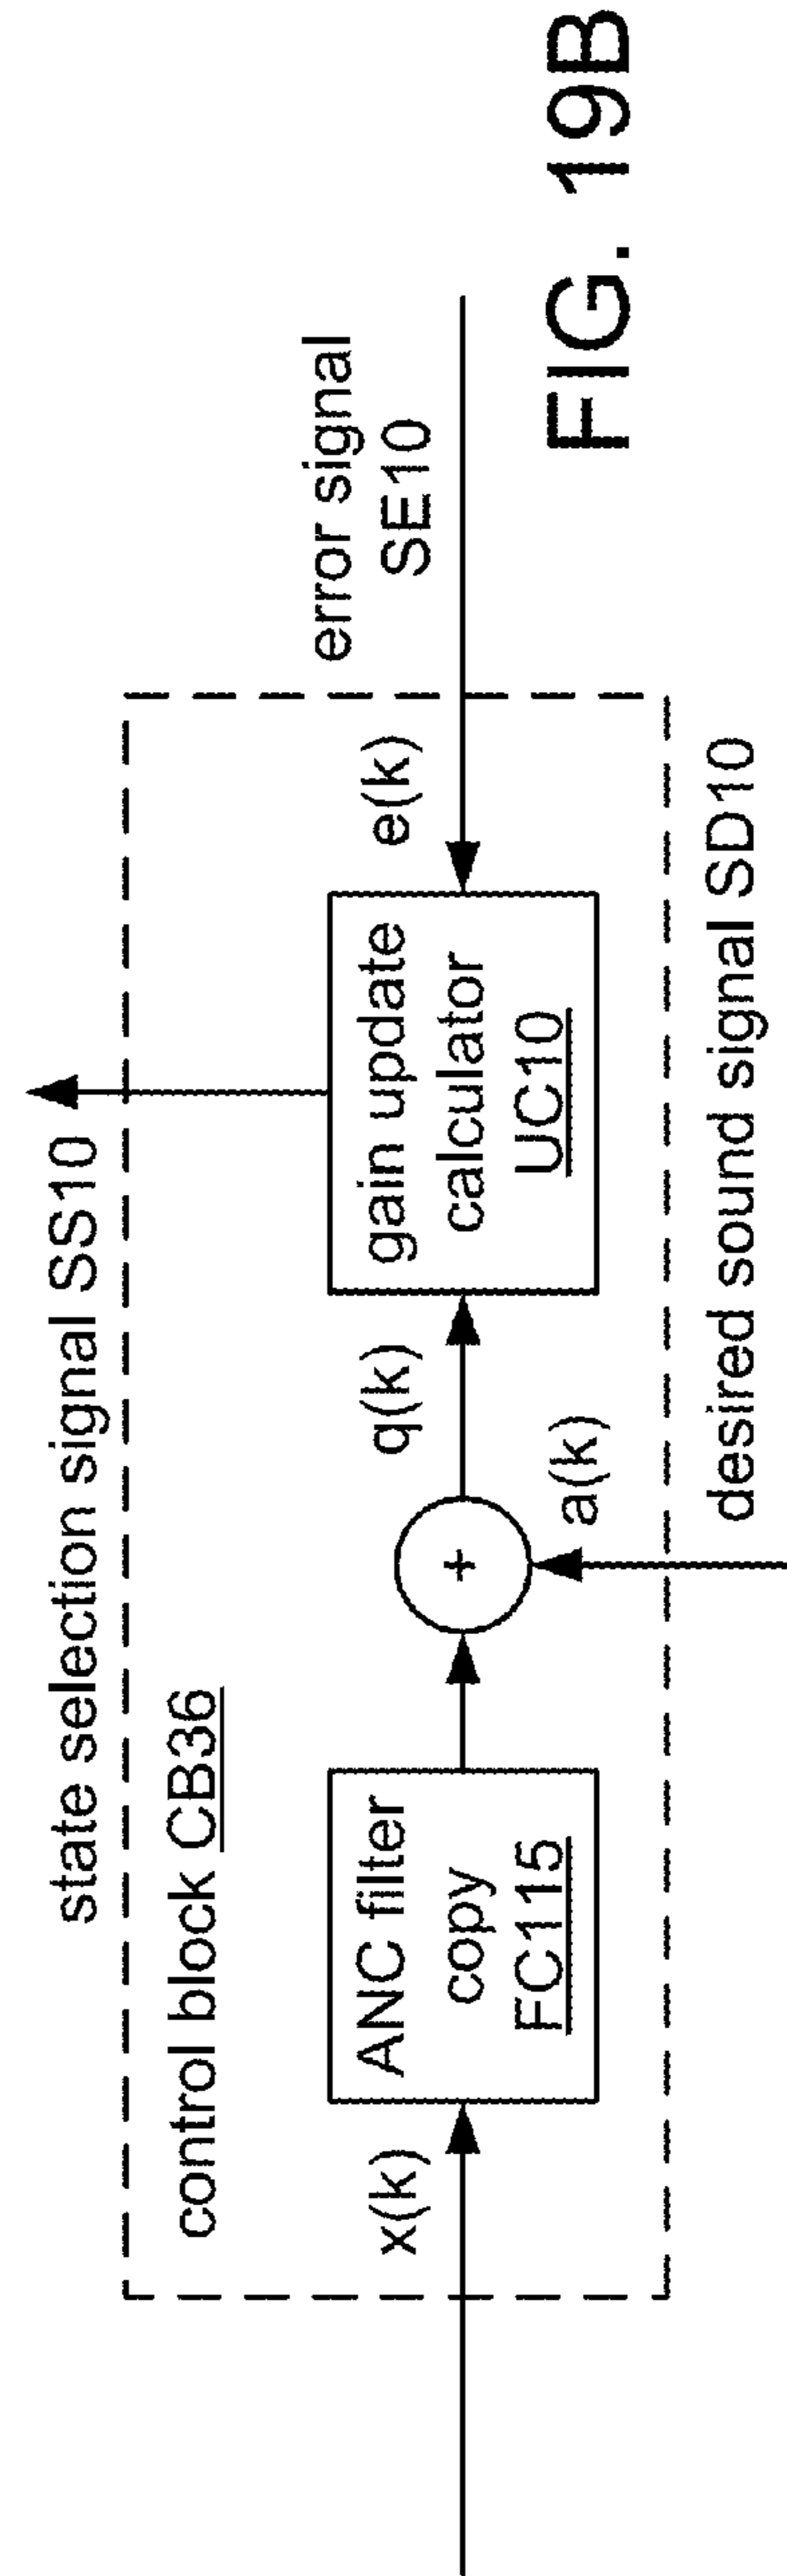 state selection signal SS10
control block CB36
x(k)
ANC filter
copy
FC115
q(k)
a(k)
gain update
calculator
UC10
e(k)
error signal
SE10
desired sound signal SD10
FIG. 19B